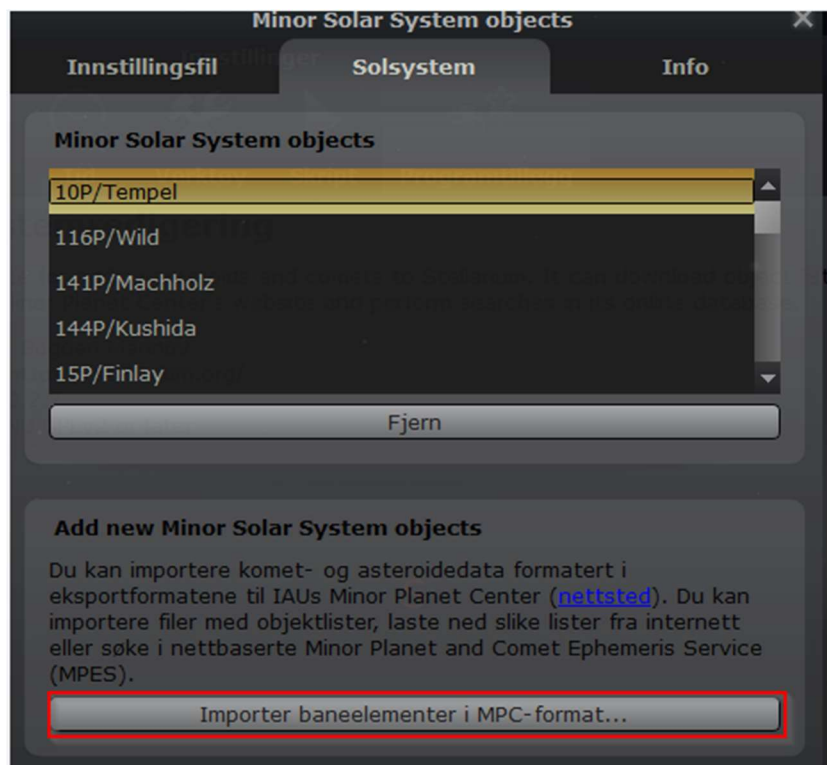 Minor Solar System objects
Innstillingsfil
Solsystem
Info
Minor Solar System objects
10P/Tempel
116P/Wild
141P/Machholz
144P/Kushida
15P/Finlay
Fjern
Add new Minor Solar System objects
Du kan importere komet- og asteroidedata formatert i
eksportformatene til IAUs Minor Planet Center (nettsted). Du kan
importere filer med objektlister, laste ned slike lister fra internett
eller søke i nettbaserte Minor Planet and Comet Ephemeris Service
(MPES).
Importer baneelementer i MPC-format...